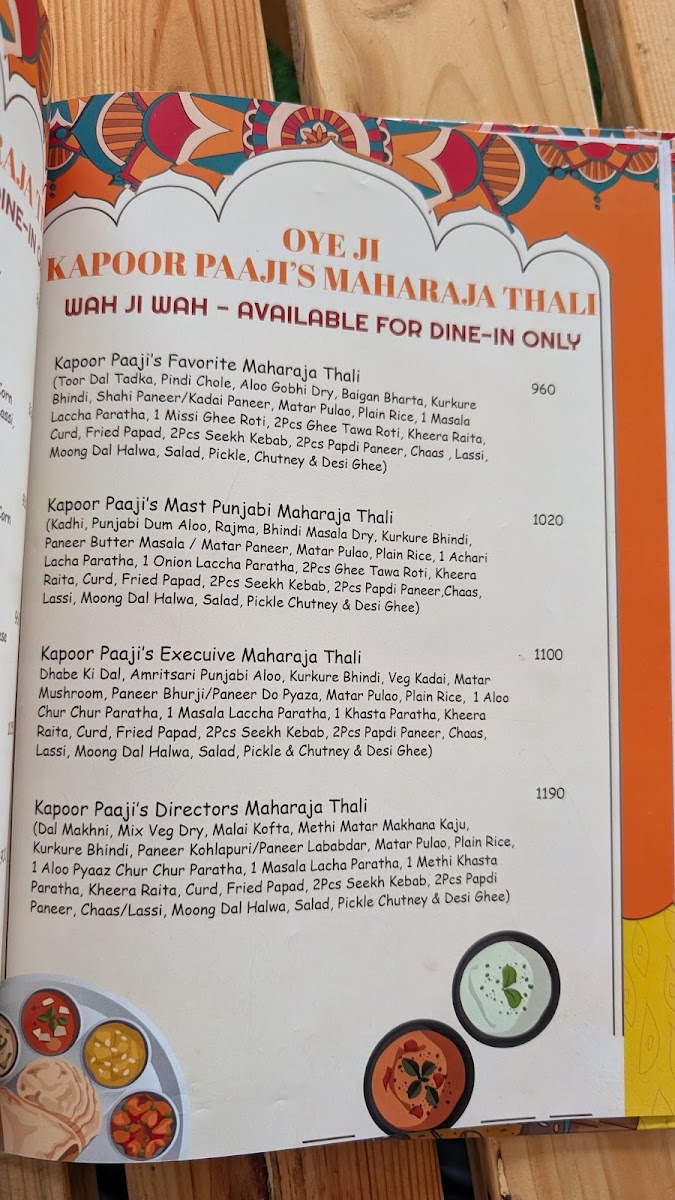 OYE JI
KAPOOR PAAJI'S MAHARAJA THALI
WAH JI WAH - AVAILABLE FOR DINE-IN ONLY
Kapoor Paaji's Favorite Maharaja Thali 960
(Toor Dal Tadka, Pindi Chole, Aloo Gobhi Dry, Baigan Bharta, Kurkure
Bhindi, Shahi Paneer/Kadai Paneer, Matar Pulao, Plain Rice, 1 Masala
Laccha Paratha, 1 Missi Ghee Roti, 2Pcs Ghee Tawa Roti, Kheera Raita,
Curd, Fried Papad, 2Pcs Seekh Kebab, 2Pcs Papdi Paneer, Chaas , Lassi,
Moong Dal Halwa, Salad, Pickle, Chutney & Desi Ghee)
Kapoor Paaji's Mast Punjabi Maharaja Thali 1020
(Kadhi, Punjabi Dum Aloo, Rajma, Bhindi Masala Dry, Kurkure Bhindi,
Paneer Butter Masala / Matar Paneer, Matar Pulao, Plain Rice, 1 Achari
Lacha Paratha, 1 Onion Laccha Paratha, 2Pcs Ghee Tawa Roti, Kheera
Raita, Curd, Fried Papad, 2Pcs Seekh Kebab, 2Pcs Papdi Paneer,Chaas,
Lassi, Moong Dal Halwa, Salad, Pickle Chutney & Desi Ghee)
Kapoor Paaji's Execuive Maharaja Thali 1100
Dhabe Ki Dal, Amritsari Punjabi Aloo, Kurkure Bhindi, Veg Kadai, Matar
Mushroom, Paneer Bhurji/Paneer Do Pyaza, Matar Pulao, Plain Rice, 1 Aloo
Chur Chur Paratha, 1 Masala Laccha Paratha, 1 Khasta Paratha, Kheera
Raita, Curd, Fried Papad, 2Pcs Seekh Kebab, 2Pcs Papdi Paneer, Chaas,
Lassi, Moong Dal Halwa, Salad, Pickle & Chutney & Desi Ghee)
Kapoor Paaji's Directors Maharaja Thali 1190
(Dal Makhni, Mix Veg Dry, Malai Kofta, Methi Matar Makhana Kaju,
Kurkure Bhindi, Paneer Kohlapuri/Paneer Lababdar, Matar Pulao, Plain Rice,
1 Aloo Pyaaz Chur Chur Paratha, 1 Masala Lacha Paratha, 1 Methi Khasta
Paratha, Kheera Raita, Curd, Fried Papad, 2Pcs Seekh Kebab, 2Pcs Papdi
Paneer, Chaas/Lassi, Moong Dal Halwa, Salad, Pickle Chutney & Desi Ghee)